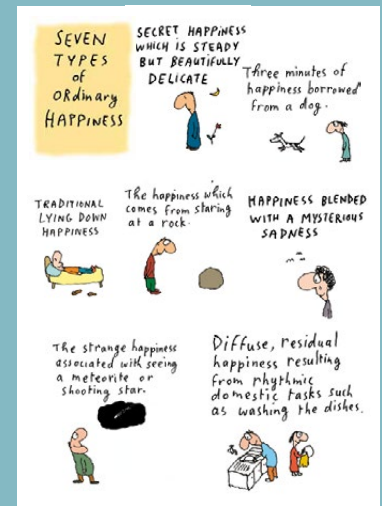 SEVEN
TYPES
of
ORdinary
HAPPINESS
SECRET HAPPINESS
WHICH IS STEADY
BUT BEAUTIFULLY
DELICATE
Three minutes of
happiness borrowed
from a dog.
TRADITIONAL
LYING DOWN
HAPPINESS
The happiness which
comes from staring
at a rock.
HAPPINESS BLENDED
WITH A MYSTERIOUS
SADNESS
The strange happiness
associated with seeing
a meteorite or
shooting star.
Diffuse, residual
happiness resulting
from rhythmic
domestic tasks such
as washing the dishes.